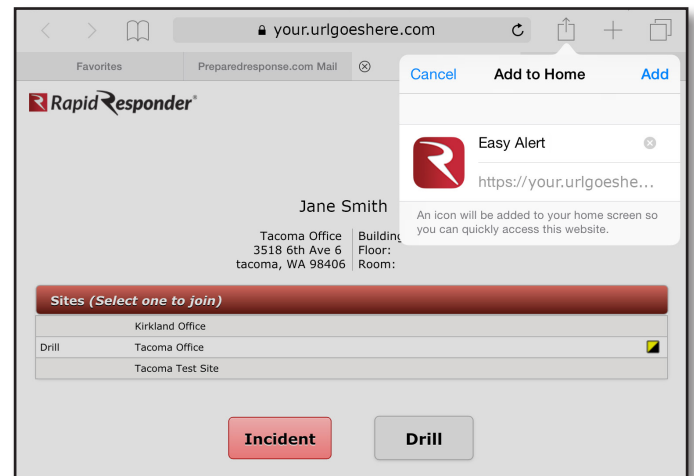 your.urlgoeshere.com
Favorites
Preparedresponse.com Mail
Cancel
Add to Home
Add
Easy Alert
https://your.urlgoeshe...
An icon will be added to your home screen so
you can quickly access this website.
RapidResponder®
Jane Smith
Tacoma Office
3518 6th Ave 6
tacoma, WA 98406
Building
Floor:
Room:
Sites (Select one to join)
Kirkland Office
Drill Tacoma Office
Tacoma Test Site
Incident
Drill